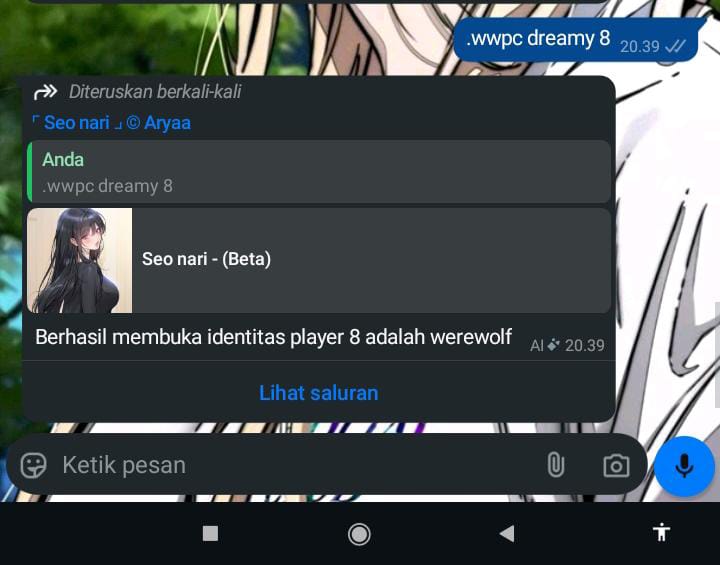 .wwpc dreamy 8 20.39
Diteruskan berkali-kali
「 Seo nari 」 © Aryaa
Anda
.wwpc dreamy 8
Seo nari - (Beta)
Berhasil membuka identitas player 8 adalah werewolf AI 20.39
Lihat saluran
Ketik pesan